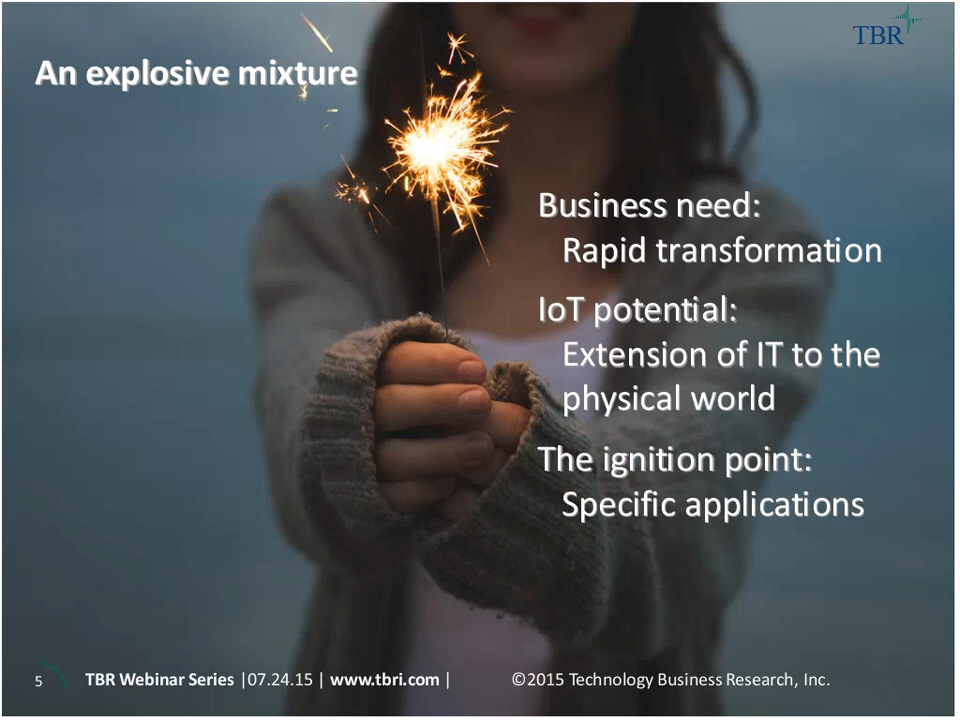 TBR
An explosive mixture
Business need:
Rapid transformation
IoT potential:
Extension of IT to the
physical world
The ignition point:
Specific applications
5 TBR Webinar Series |07.24.15 | www.tbri.com | ©2015 Technology Business Research, Inc.